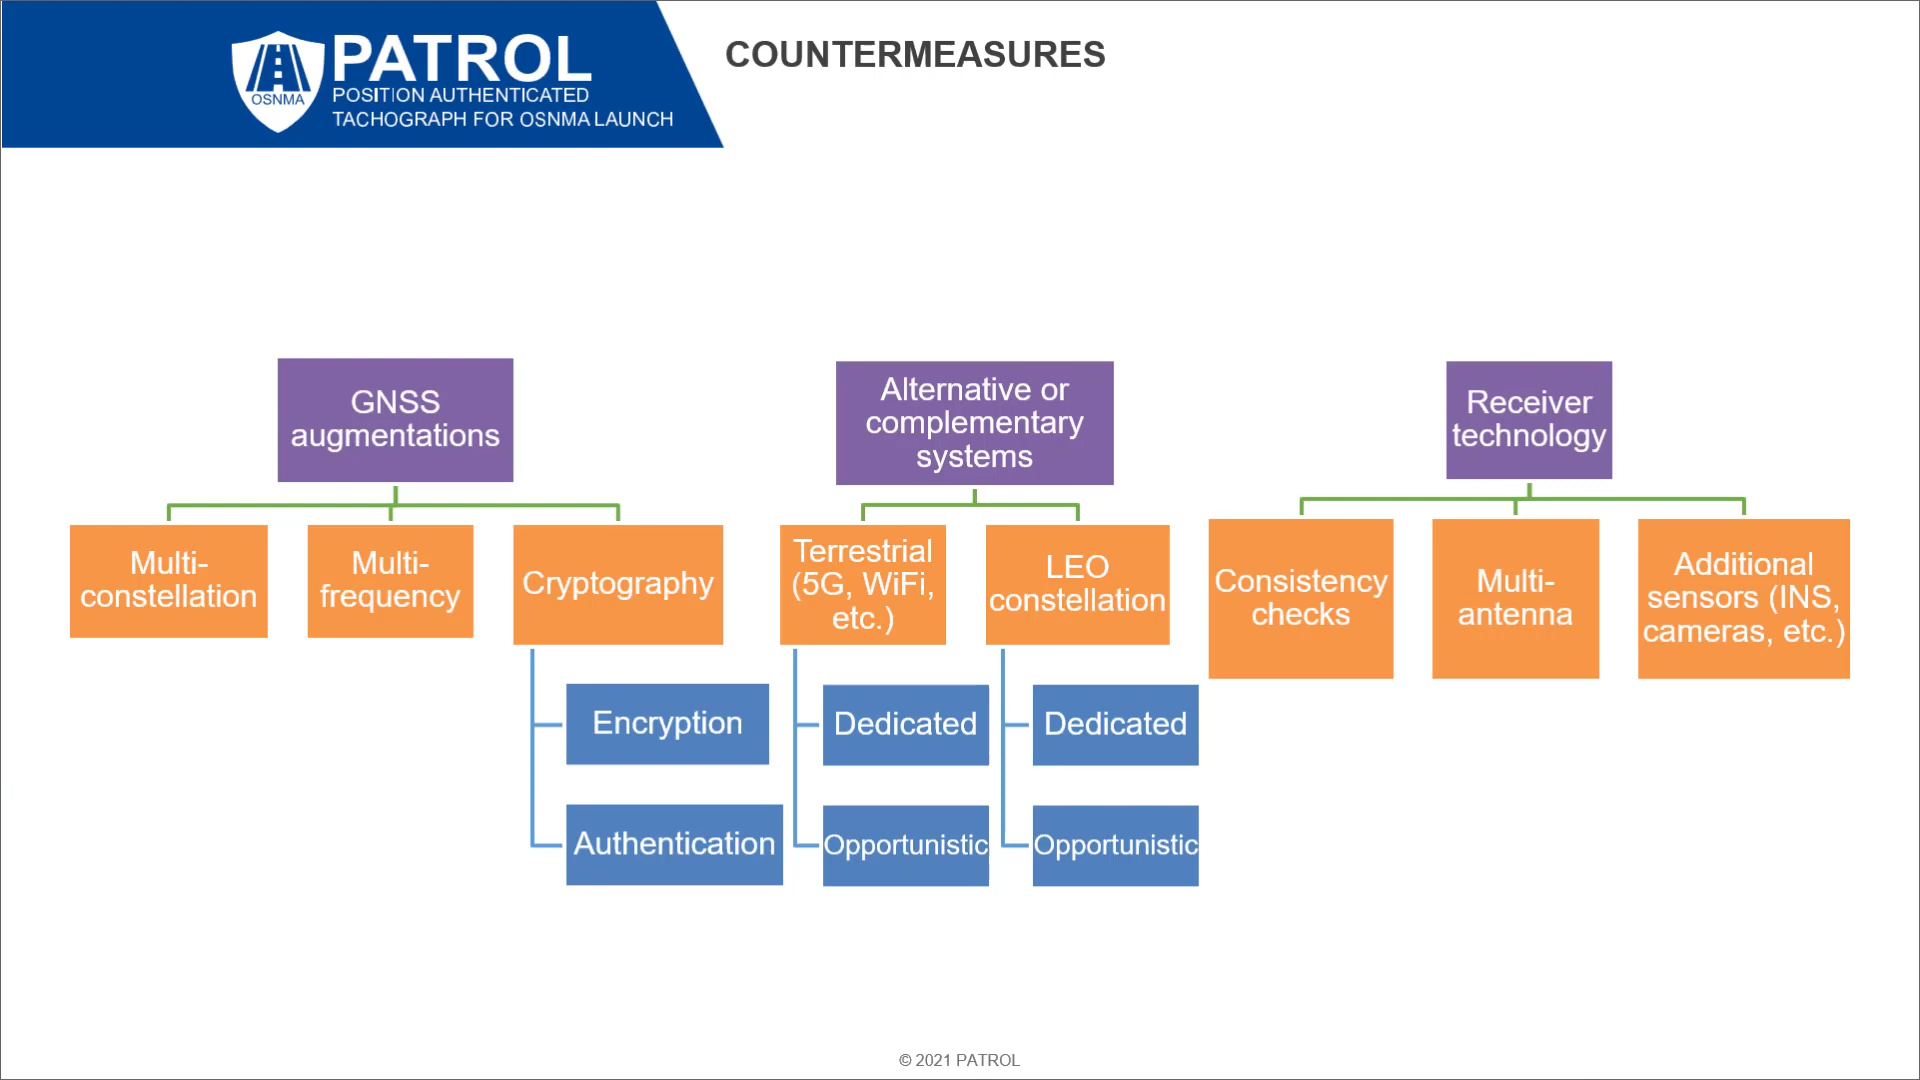 PATROL
OSNMA
POSITION AUTHENTICATED
TACHOGRAPH FOR OSNMA LAUNCH
COUNTERMEASURES
GNSS
augmentations
Multi-
constellation
Multi-
frequency
Cryptography
Encryption
Authentication
Alternative or
complementary
systems
Terrestrial
(5G, WiFi,
etc.)
Dedicated
Opportunistic
LEO
constellation
Dedicated
Opportunistic
Receiver
technology
Consistency
checks
Multi-
antenna
Additional
sensors (INS,
cameras, etc.)
© 2021 PATROL